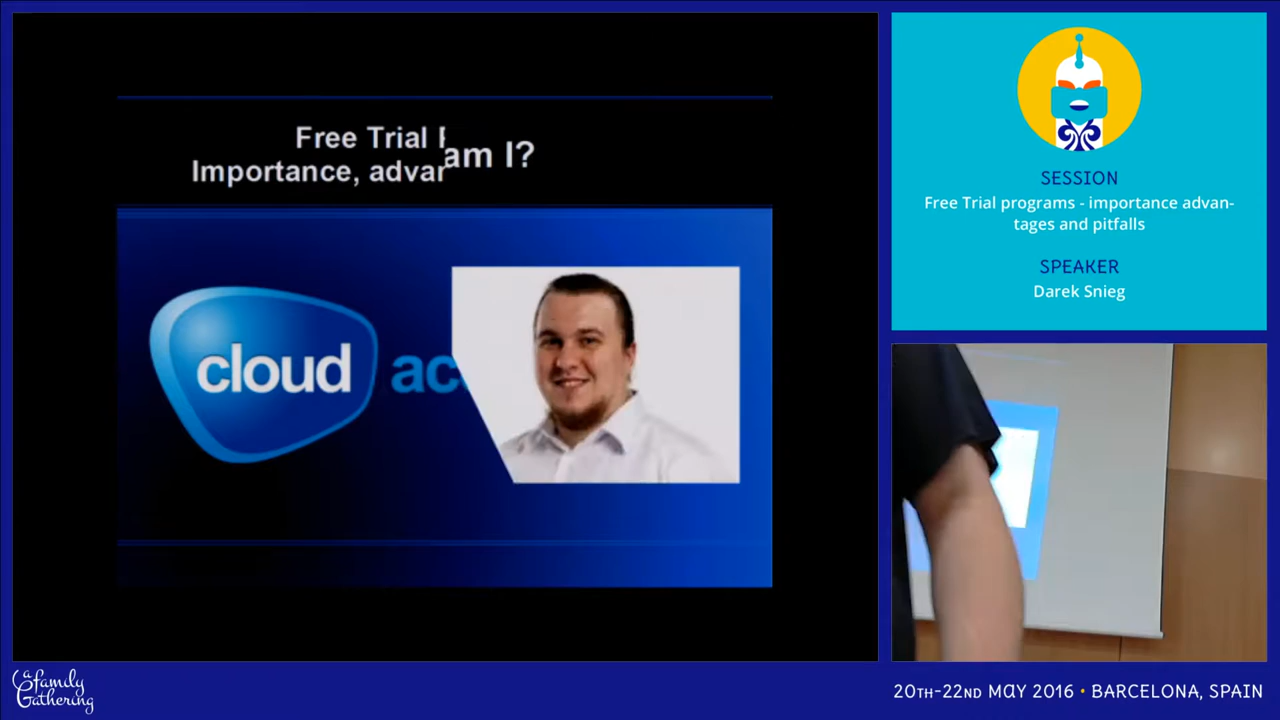 Free Trial
am I?
Importance, advan
cloud ac
SESSION
Free Trial programs - importance advan-
tages and pitfalls
SPEAKER
Darek Snieg
a family
Gathering
20TH-22ND MAY 2016 • BARCELONA, SPAIN